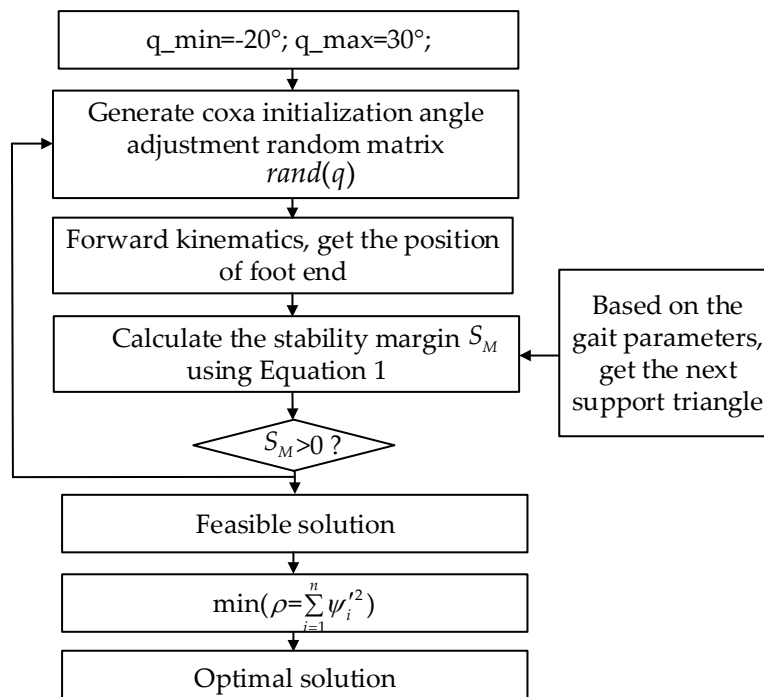 q_min=-20°; q_max=30°;
Generate coxa initialization angle
adjustment random matrix
rand(q)
Forward kinematics, get the position
of foot end
Calculate the stability margin S_M
using Equation 1
Based on the
gait parameters,
get the next
support triangle
S_M>0 ?
Feasible solution
min(ρ=∑_{i=1}^{n} ψ_i′²)
Optimal solution